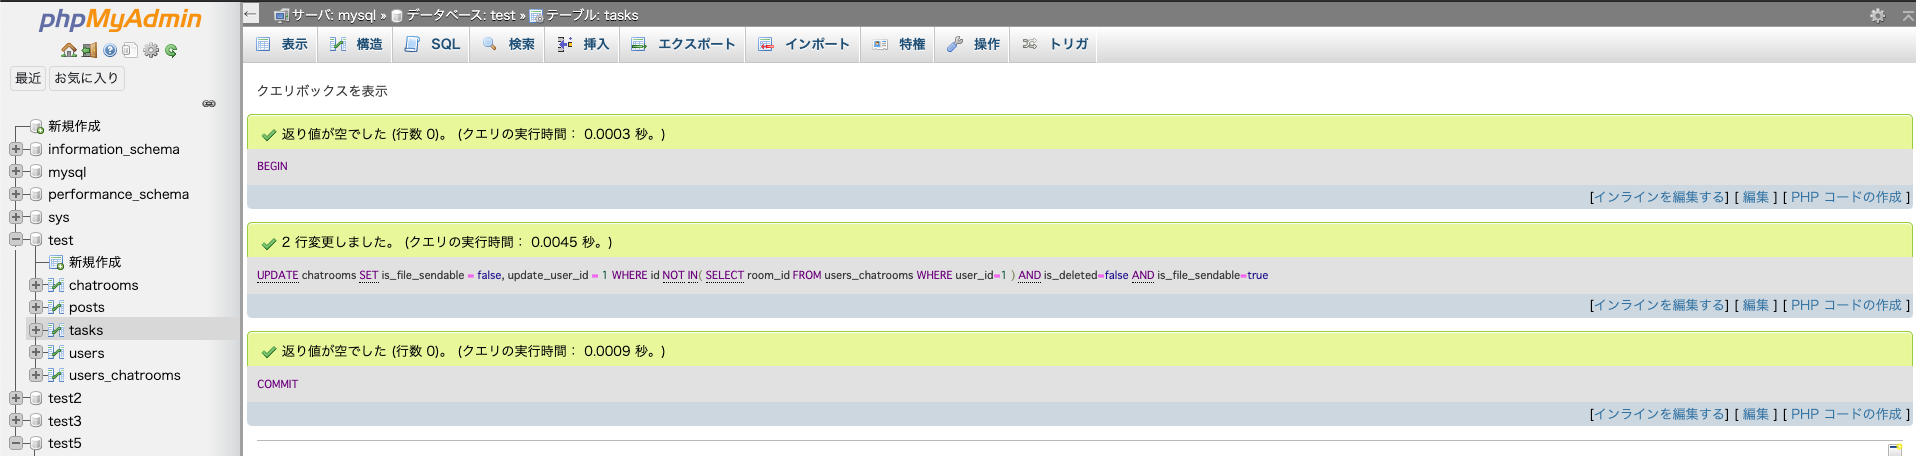 phpMyAdmin
最近 お気に入り
新規作成
information_schema
mysql
performance_schema
sys
test
新規作成
chatrooms
posts
tasks
users
users_chatrooms
test2
test3
test5
サーバ: mysql » データベース: test » テーブル: tasks
表示 構造 SQL 検索 挿入 エクスポート インポート 特権 操作 トリガ
クエリボックスを表示
返り値が空でした (行数 0)。 (クエリの実行時間： 0.0003 秒。)
BEGIN
[インラインを編集する] [ 編集 ] [ PHP コードの作成 ]
2 行変更しました。 (クエリの実行時間： 0.0045 秒。)
UPDATE chatrooms SET is_file_sendable = false, update_user_id = 1 WHERE id NOT IN( SELECT room_id FROM users_chatrooms WHERE user_id=1 ) AND is_deleted=false AND is_file_sendable=true
[インラインを編集する] [ 編集 ] [ PHP コードの作成 ]
返り値が空でした (行数 0)。 (クエリの実行時間： 0.0009 秒。)
COMMIT
[インラインを編集する] [ 編集 ] [ PHP コードの作成 ]